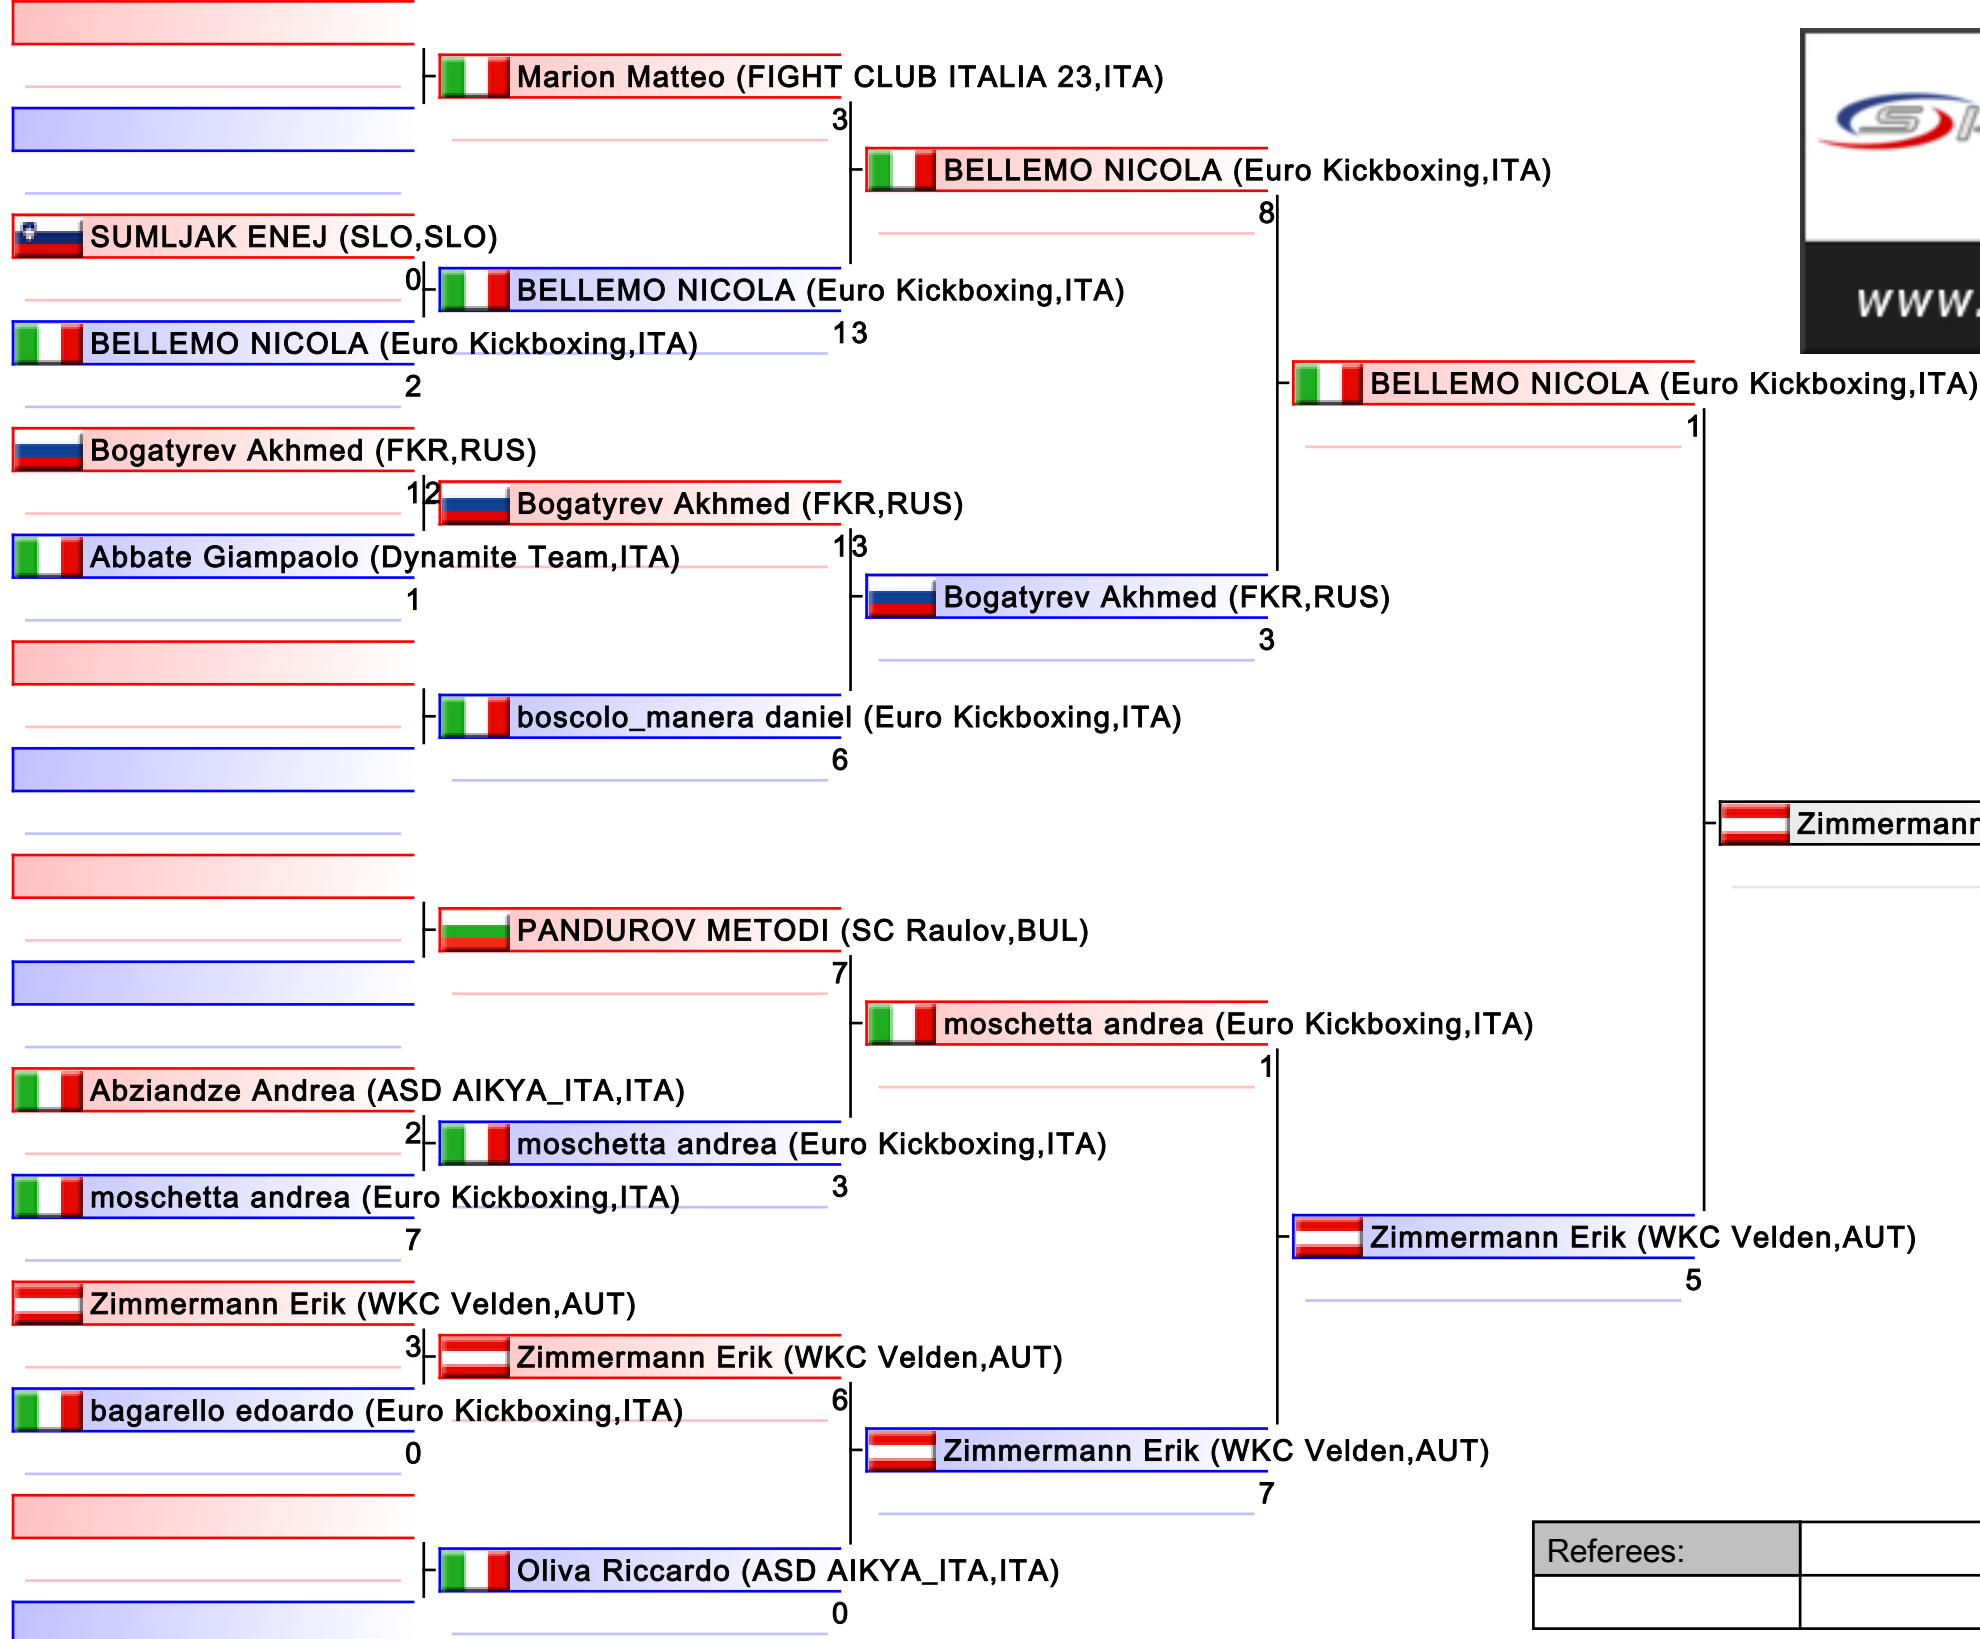 Marion Matteo (FIGHT CLUB ITALIA 23,ITA)
3
BELLEMO NICOLA (Euro Kickboxing,ITA)
8
SUMLJAK ENEJ (SLO,SLO)
0
BELLEMO NICOLA (Euro Kickboxing,ITA)
13
BELLEMO NICOLA (Euro Kickboxing,ITA)
2
www.
BELLEMO NICOLA (Euro Kickboxing,ITA)
1
Bogatyrev Akhmed (FKR,RUS)
12
Bogatyrev Akhmed (FKR,RUS)
13
Abbate Giampaolo (Dynamite Team,ITA)
1
Bogatyrev Akhmed (FKR,RUS)
3
boscolo_manera daniel (Euro Kickboxing,ITA)
6
Zimmermann
PANDUROV METODI (SC Raulov,BUL)
7
moschetta andrea (Euro Kickboxing,ITA)
1
Abziandze Andrea (ASD AIKYA_ITA,ITA)
2
moschetta andrea (Euro Kickboxing,ITA)
3
moschetta andrea (Euro Kickboxing,ITA)
7
Zimmermann Erik (WKC Velden,AUT)
5
Zimmermann Erik (WKC Velden,AUT)
3
Zimmermann Erik (WKC Velden,AUT)
6
bagarello edoardo (Euro Kickboxing,ITA)
0
Zimmermann Erik (WKC Velden,AUT)
7
Oliva Riccardo (ASD AIKYA_ITA,ITA)
0
Referees: